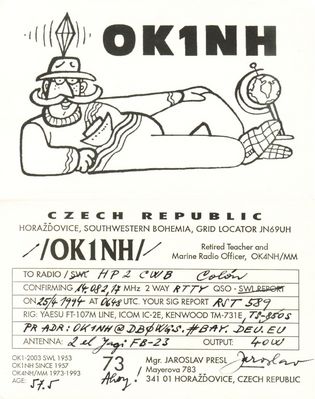 OK1NH
CZECH REPUBLIC
HORAŽĎOVICE, SOUTHWESTERN BOHEMIA, GRID LOCATOR JN69UH
//OK1NH/ /
Retired Teacher and
Marine Radio Officer, OK4NH/MM
TO RADIO / SWL HP2CWB Colón
CONFIRMING 14.082,17 MHz 2 WAY RTTY QSO - SWL REPORT
ON 25/4 1994 AT 0648 UTC, YOUR SIG REPORT RST 589
RIG: YAESU FT-107M LINE, ICOM IC-2E, KENWOOD TM-731E, TS-850S
PR ADR: OK1NH@DBØKGS.#BAY.DEU.EU
ANTENNA: 2 el Yagi FB-23 OUTPUT: 40W
OK1-2003 SWL 1953
OK1NH SINCE 1957
OK4NH/MM 1973-1993
AGE: 57,5
73
Ahoy!
Mgr. JAROSLAV PRESL Jaroslav
Mayerova 783
341 01 HORAŽĎOVICE, CZECH REPUBLIC